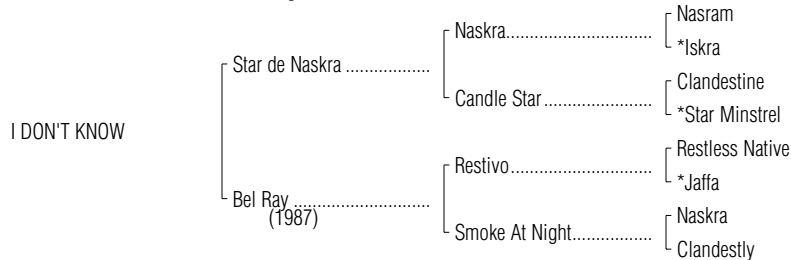 Nasram
Naskra..............................
*Iskra
Star de Naskra ..................
Clandestine
Candle Star.......................
*Star Minstrel
I DON'T KNOW
Restless Native
Restivo..............................
*Jaffa
Bel Ray .............................
(1987)
Naskra
Smoke At Night.................
Clandestly